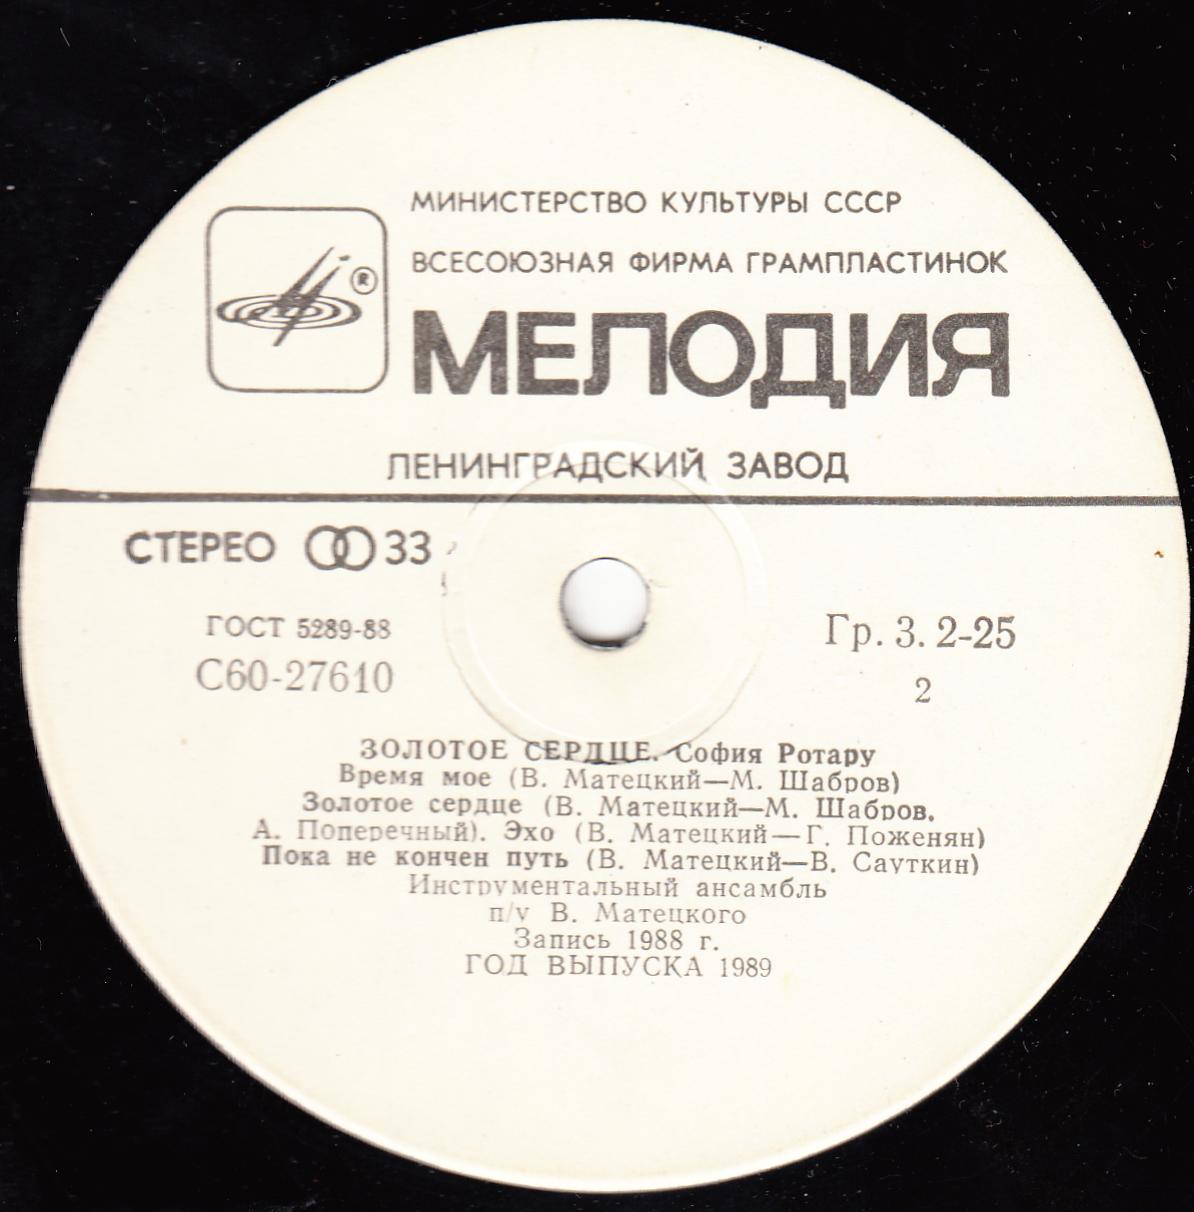 МИНИСТЕРСТВО КУЛЬТУРЫ СССР
ВСЕСОЮЗНАЯ ФИРМА ГРАМПЛАСТИНОК
®
МЕЛОДИЯ
ЛЕНИНГРАДСКИЙ ЗАВОД
СТЕРЕО 33
ГОСТ 5289-88
С60-27610
Гр. 3. 2-25
2
ЗОЛОТОЕ СЕРДЦЕ. София Ротару
Время мое (В. Матецкий—М. Шабров)
Золотое сердце (В. Матецкий—М. Шабров,
А. Поперечный). Эхо (В. Матецкий—Г. Поженян)
Пока не кончен путь (В. Матецкий—В. Сауткин)
Инструментальный ансамбль
п/у В. Матецкого
Запись 1988 г.
ГОД ВЫПУСКА 1989